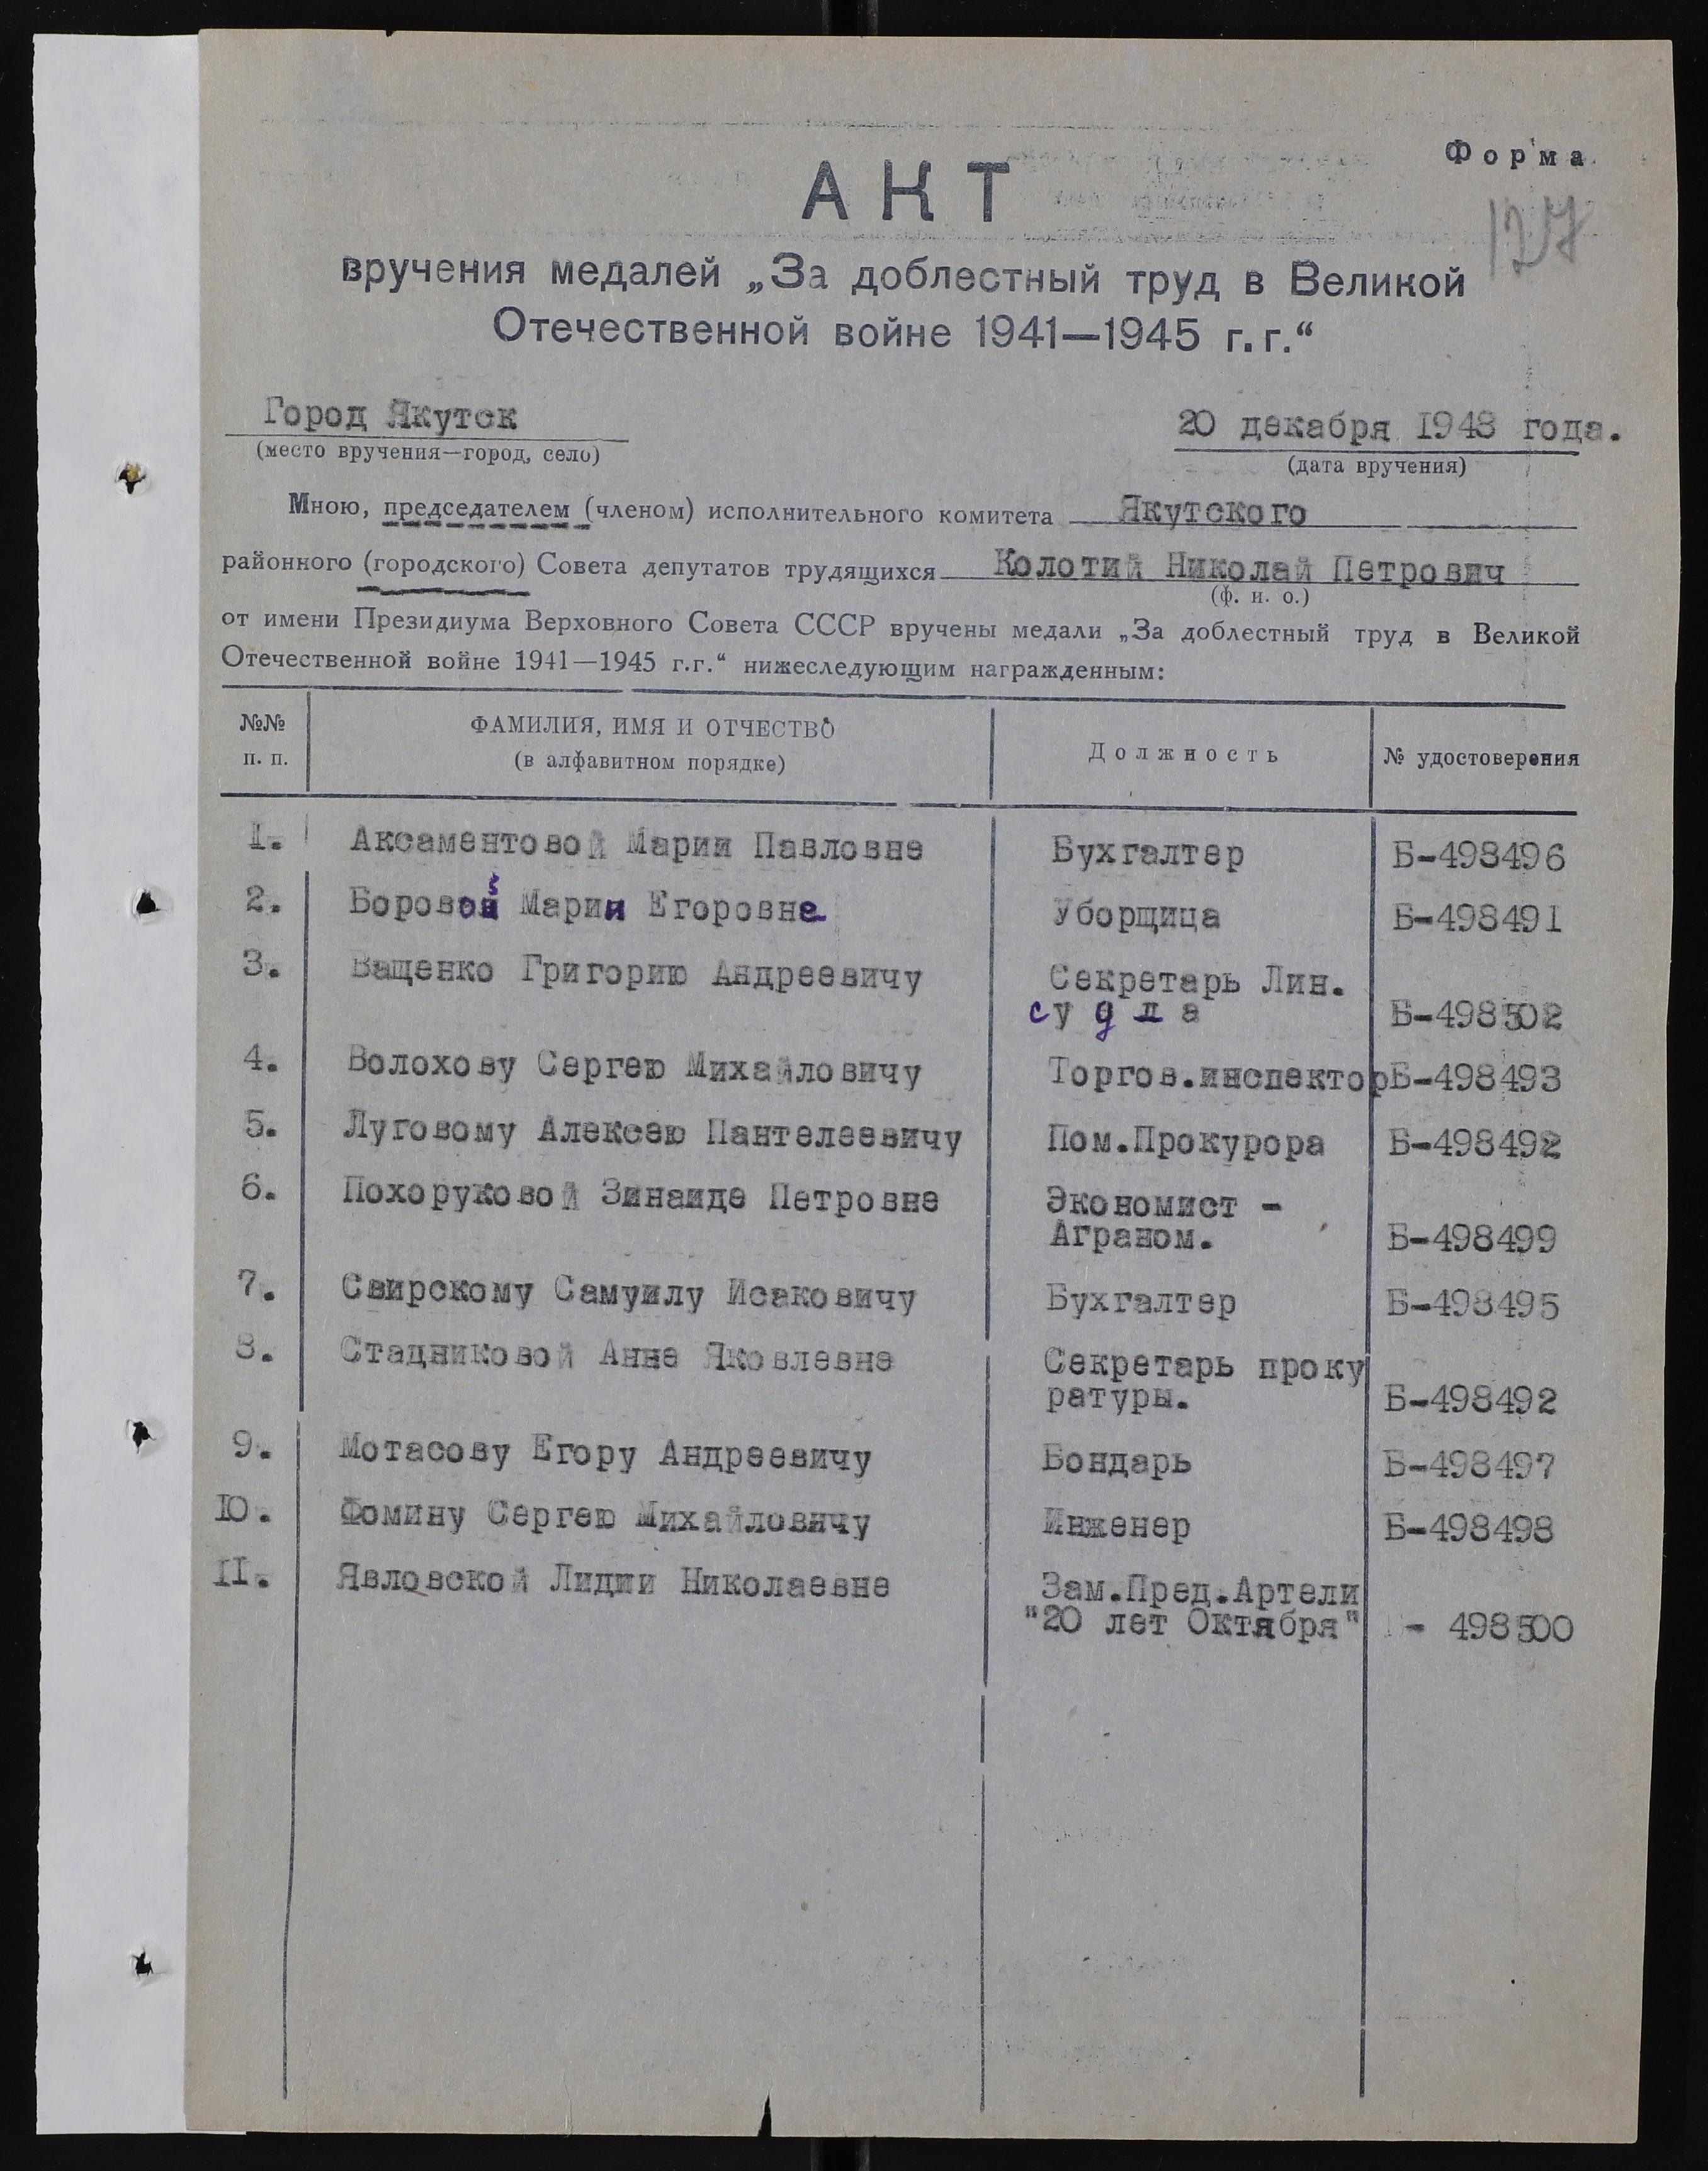 Форма
127
АКТ
вручения медалей „За доблестный труд в Великой
Отечественной войне 1941—1945 г.г.“
Город Якутск
20 декабря 1948 года.
(место вручения—город, село)
(дата вручения)
Мною, председателем (членом) исполнительного комитета Якутского
районного (городского) Совета депутатов трудящихся Колотий Николай Петрович
(ф. и. о.)
от имени Президиума Верховного Совета СССР вручены медали „За доблестный труд в Великой
Отечественной войне 1941—1945 г.г.“ нижеследующим награжденным:
№№ п. п. ФАМИЛИЯ, ИМЯ И ОТЧЕСТВО (в алфавитном порядке) Должность № удостоверения
1. Аксаментовой Марии Павловне Бухгалтер Б-498496
2. Боровой Марии Егоровне Уборщица Б-498491
3. Ващенко Григорию Андреевичу Секретарь Лин.
суда Б-498502
4. Волохову Сергею Михайловичу Торгов.инспектор Б-498493
5. Луговому Алексею Пантелеевичу Пом.Прокурора Б-498492
6. Похоруковой Зинаиде Петровне Экономист -
Аграном. Б-498499
7. Свирскому Самуилу Исаковичу Бухгалтер Б-498495
8. Стадниковой Анне Яковлевне Секретарь проку
ратуры. Б-498492
9. Мотасову Егору Андреевичу Бондарь Б-498497
10. Фомину Сергею Михайловичу Инженер Б-498498
11. Явловской Лидии Николаевне Зам.Пред.Артели
"20 лет Октября" - 498500